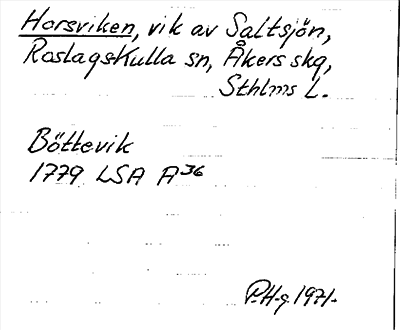 Horsviken, vik av Saltsjön,
Roslagskulla sn, Åkers skg,
Sthlms L.
Böttevik
1779 LSA A36
P.H-g. 1971.